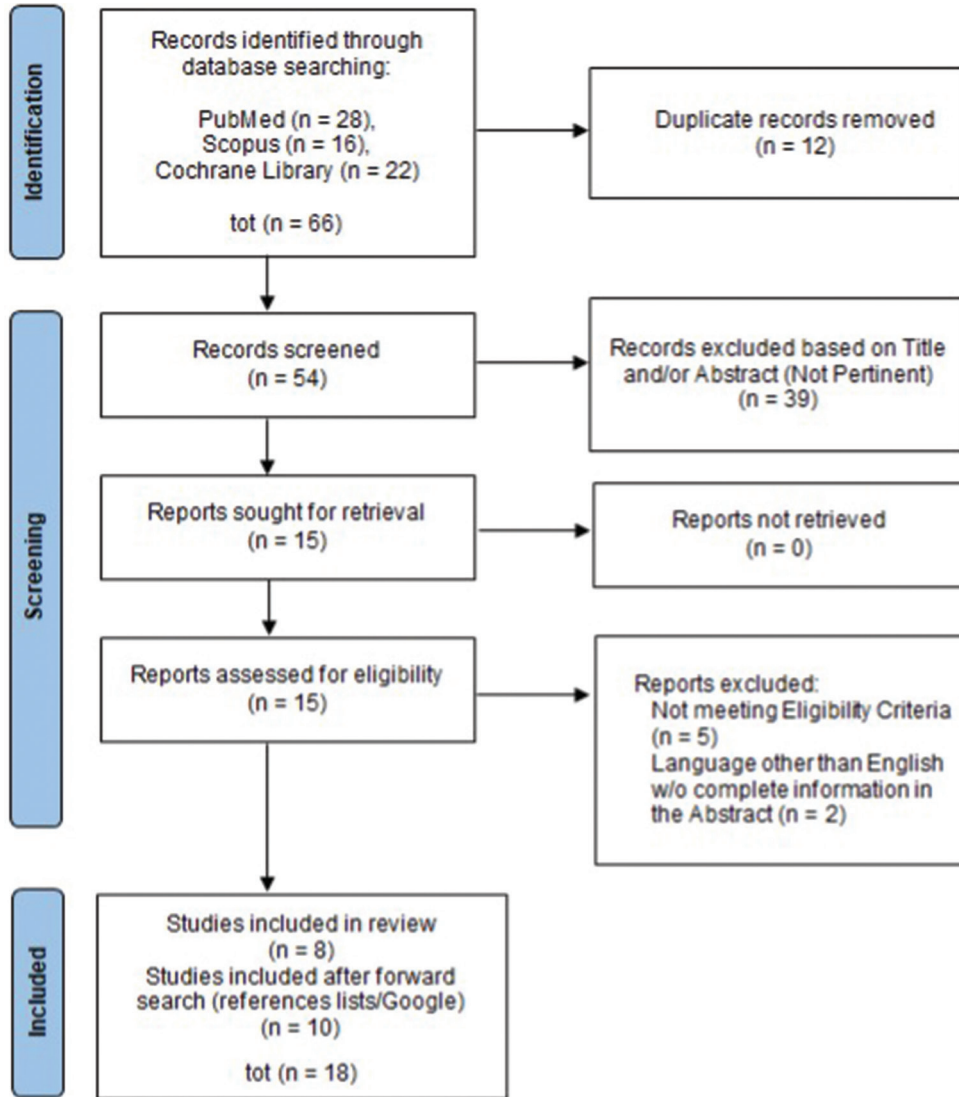 Identification
Records identified through
database searching:
PubMed (n = 28),
Scopus (n = 16),
Cochrane Library (n = 22)
tot (n = 66)
Duplicate records removed
(n = 12)
Screening
Records screened
(n = 54)
Records excluded based on Title
and/or Abstract (Not Pertinent)
(n = 39)
Reports sought for retrieval
(n = 15)
Reports not retrieved
(n = 0)
Reports assessed for eligibility
(n = 15)
Reports excluded:
Not meeting Eligibility Criteria
(n = 5)
Language other than English
w/o complete information in
the Abstract (n = 2)
Included
Studies included in review
(n = 8)
Studies included after forward
search (references lists/Google)
(n = 10)
tot (n = 18)